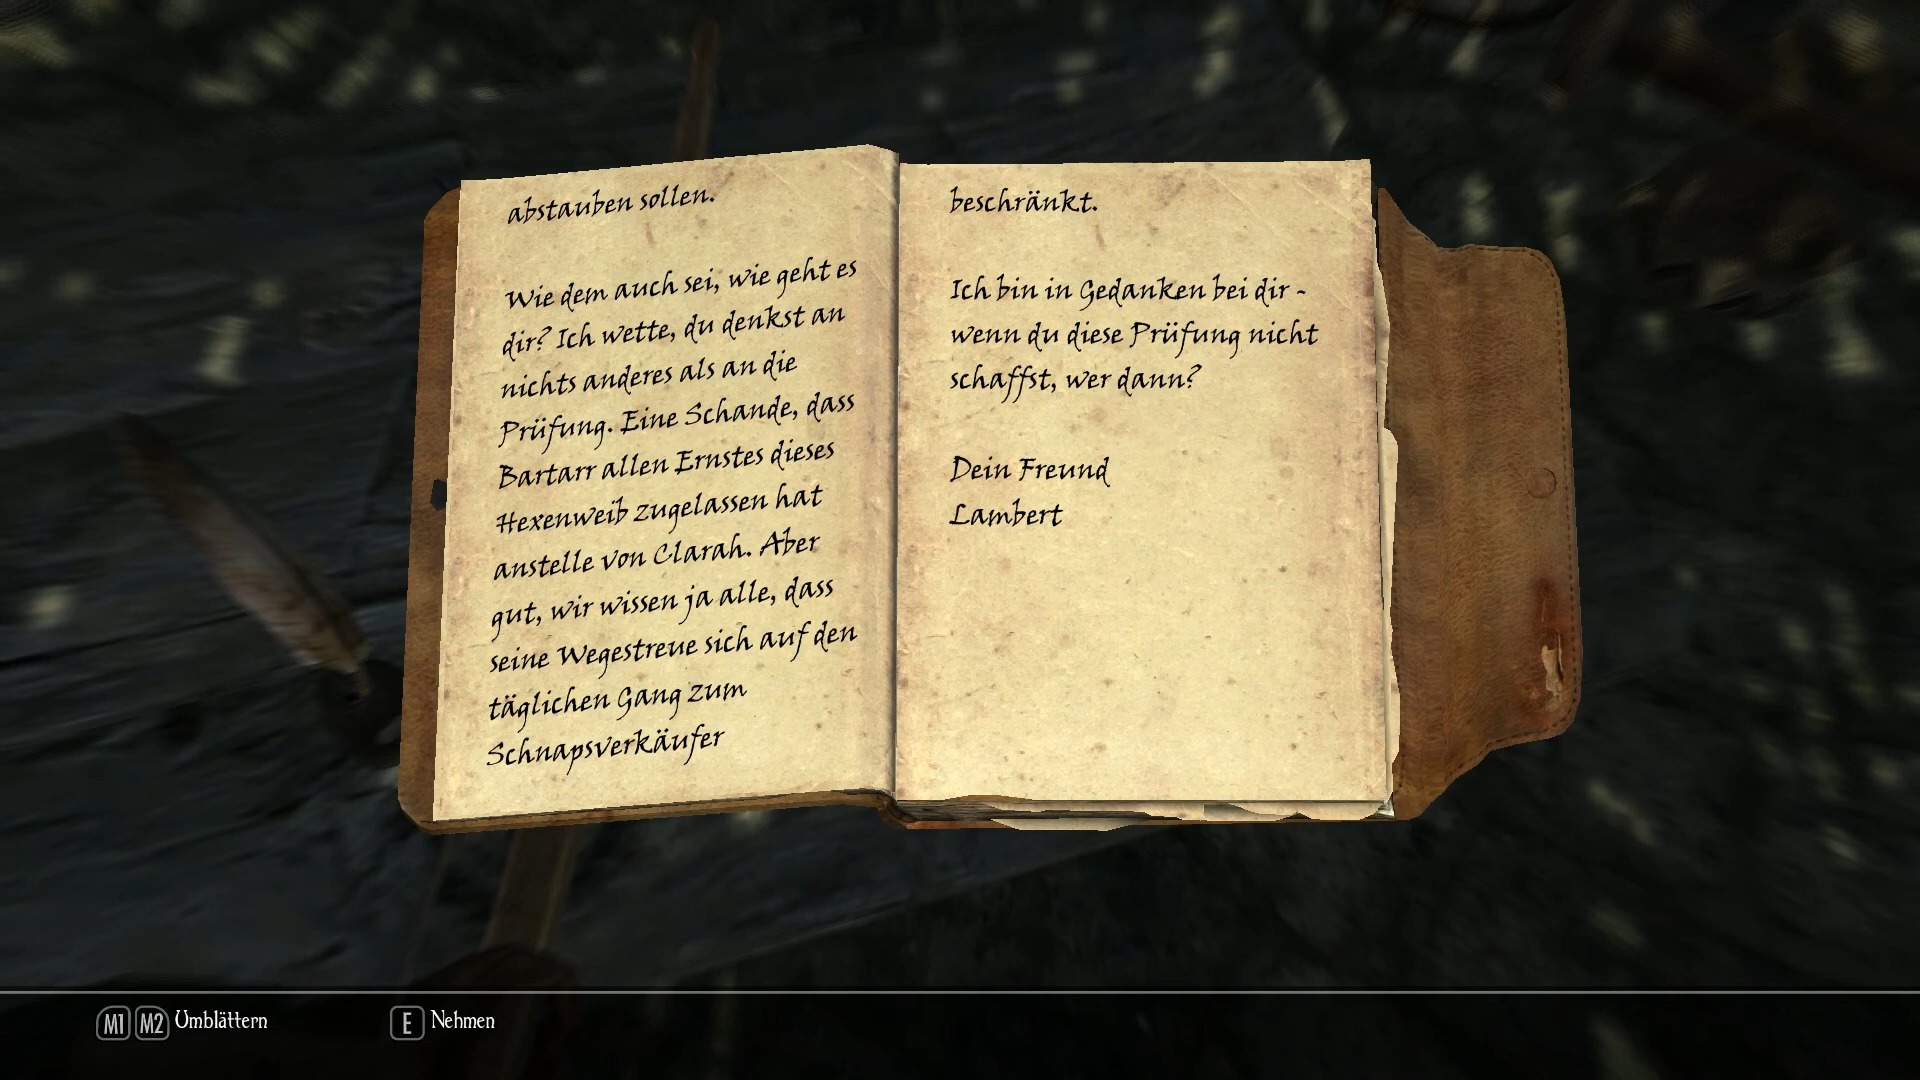 abstauben sollen.
Wie dem auch sei, wie geht es
dir? Ich wette, du denkst an
nichts anderes als an die
Prüfung. Eine Schande, dass
Bartarr allen Ernstes dieses
Hexenweib zugelassen hat
anstelle von Clarah. Aber
gut, wir wissen ja alle, dass
seine Wegestreue sich auf den
täglichen Gang zum
Schnapsverkäufer
beschränkt.
Ich bin in Gedanken bei dir -
wenn du diese Prüfung nicht
schaffst, wer dann?
Dein Freund
Lambert
M1 M2 Umblättern
E Nehmen